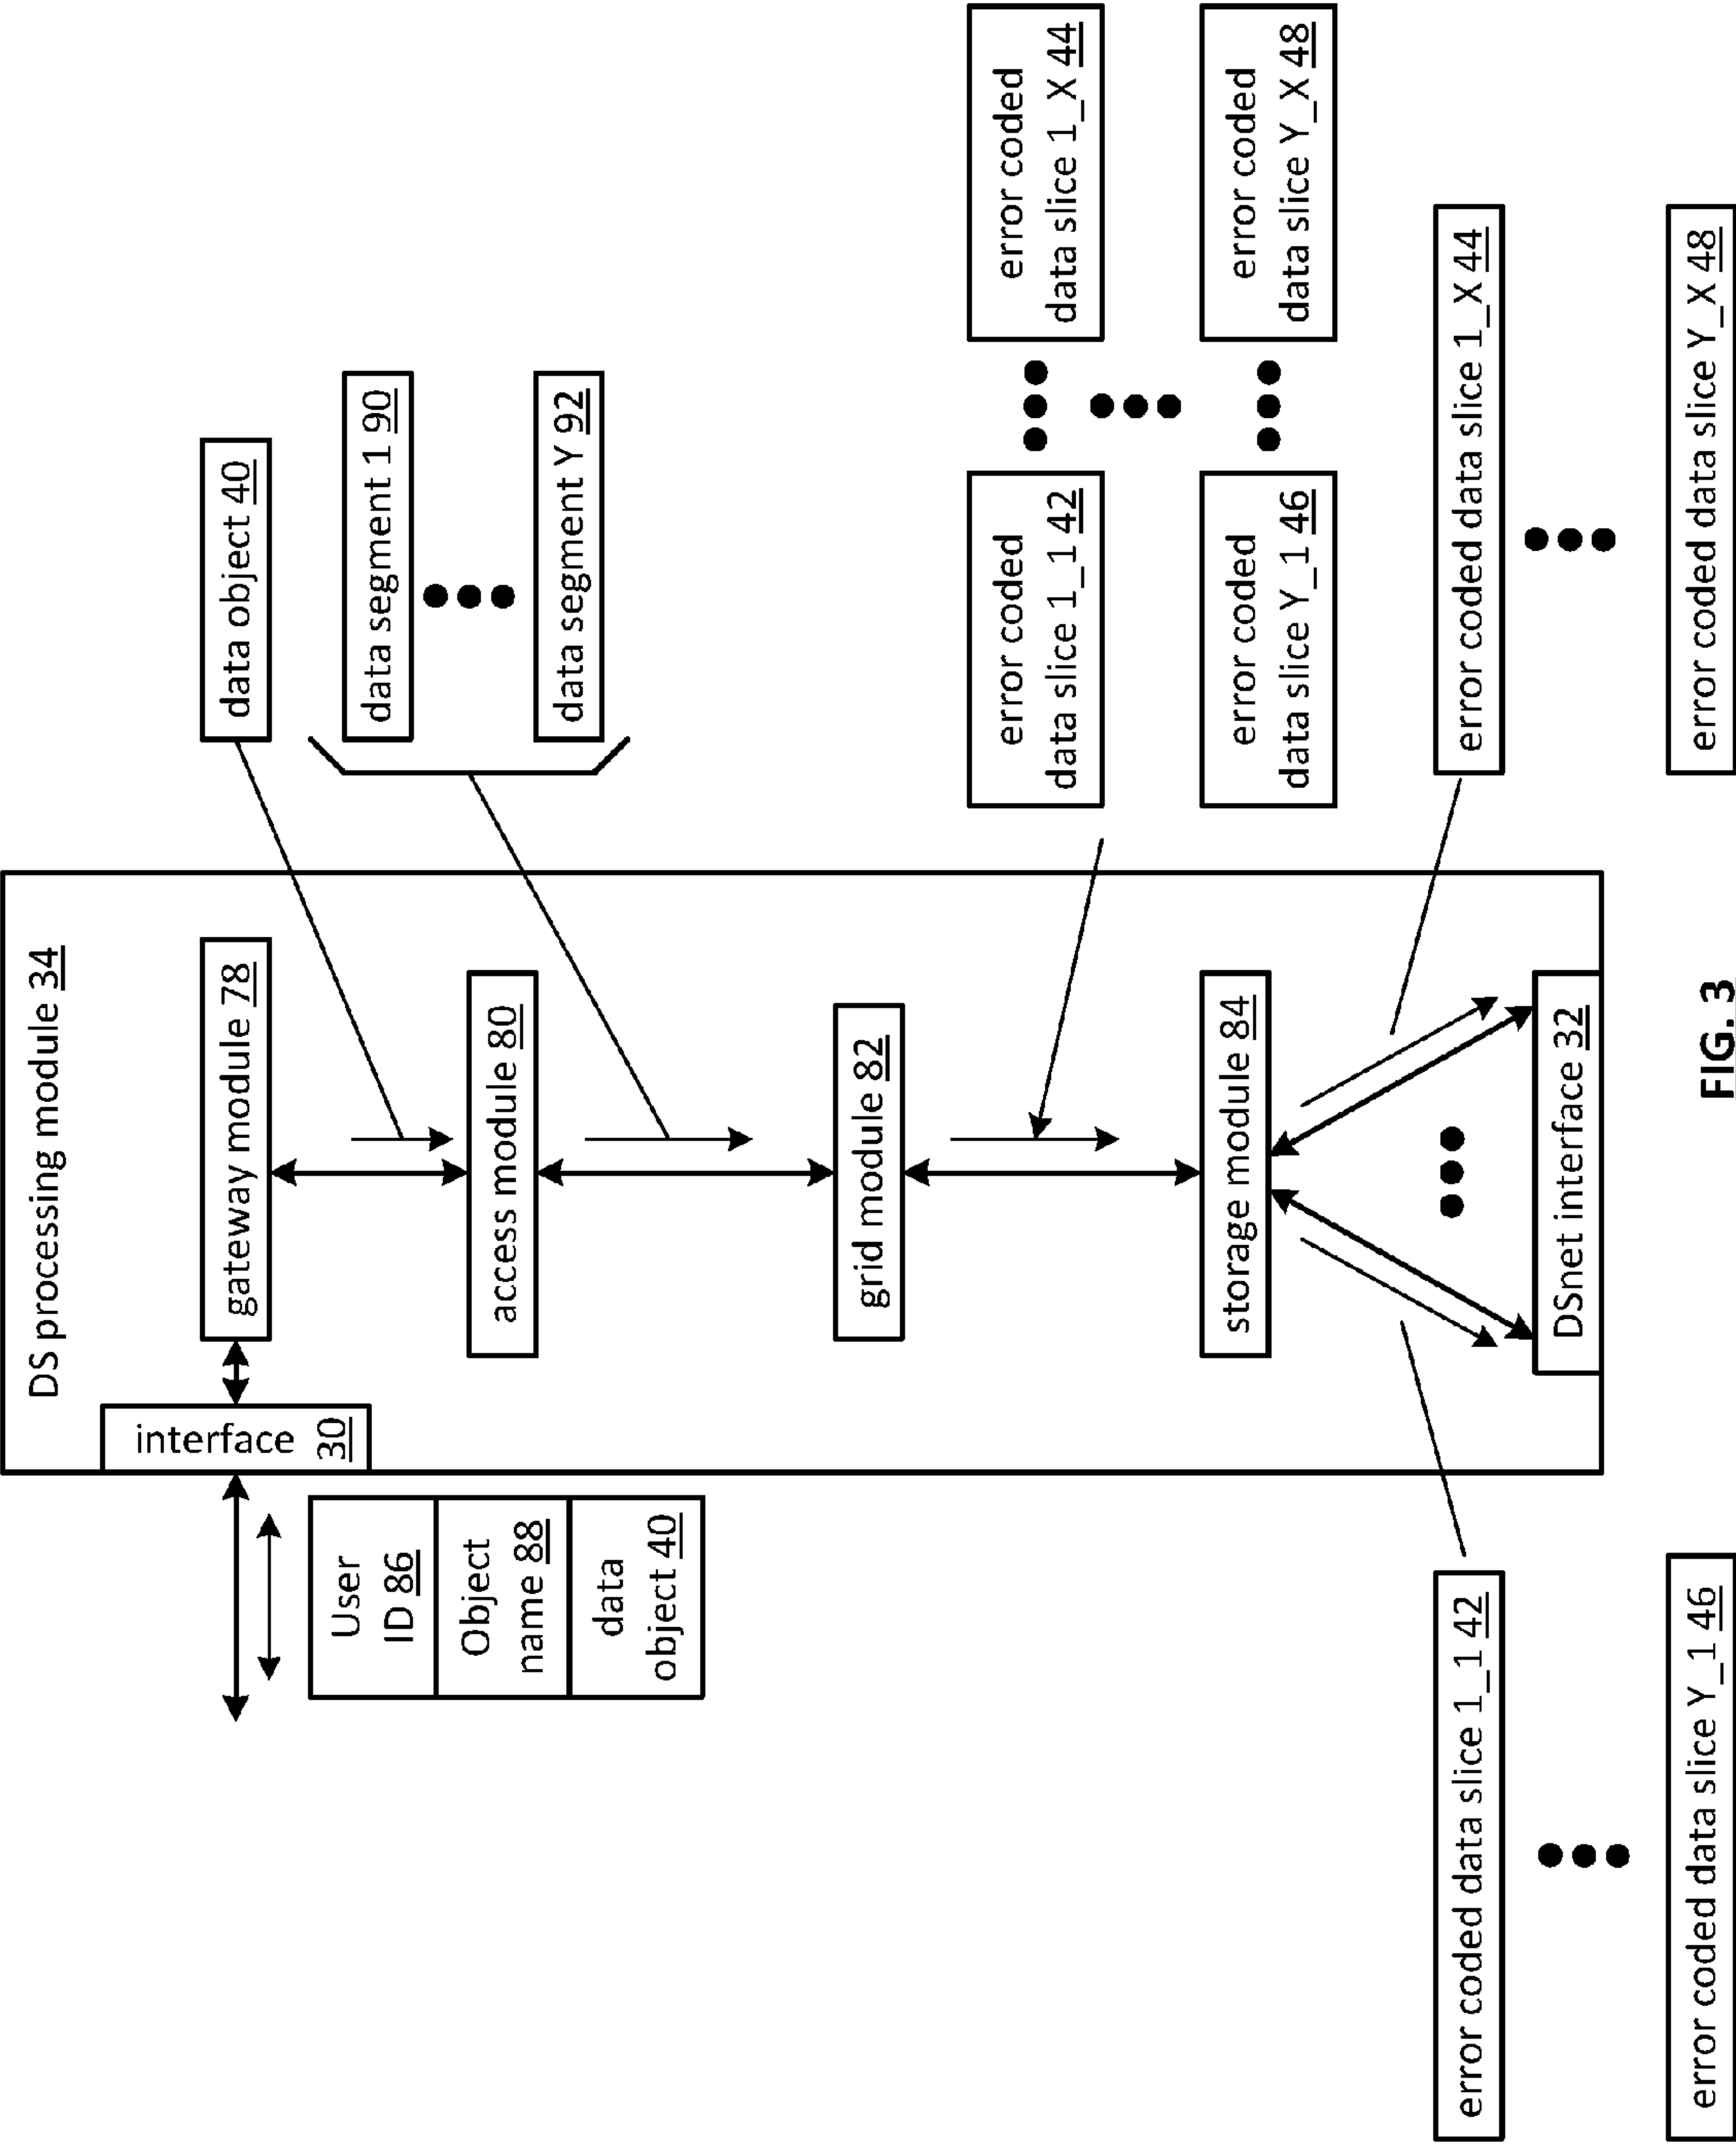 DS processing module 34
interface 30
gateway module 78
data object 40
User
ID 86
Object
name 88
data
object 40
access module 80
data segment 1 90
data segment Y 92
grid module 82
error coded
data slice 1_1 42
error coded
data slice 1_X 44
error coded
data slice Y_1 46
error coded
data slice Y_X 48
storage module 84
error coded data slice 1_1 42
error coded data slice 1_X 44
DSnet interface 32
error coded data slice Y_1 46
error coded data slice Y_X 48
FIG. 3